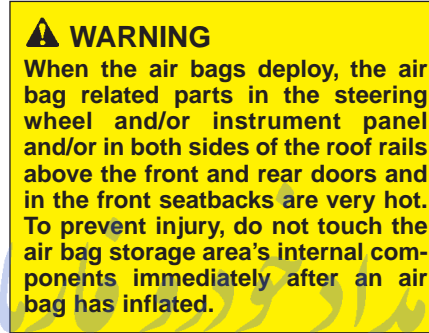 WARNING
When the air bags deploy, the air
bag related parts in the steering
wheel and/or instrument panel
and/or in both sides of the roof rails
above the front and rear doors and
in the front seatbacks are very hot.
To prevent injury, do not touch the
air bag storage area's internal com-
ponents immediately after an air
bag has inflated.